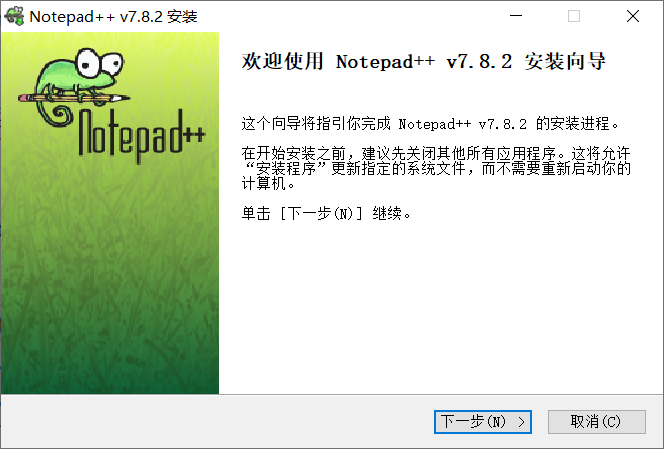 Notepad++ v7.8.2 安装
Notepad++
欢迎使用 Notepad++ v7.8.2 安装向导
这个向导将指引你完成 Notepad++ v7.8.2 的安装进程。
在开始安装之前，建议先关闭其他所有应用程序。这将允许
“安装程序”更新指定的系统文件，而不需要重新启动你的
计算机。
单击 [下一步(N)] 继续。
下一步(N) >
取消(C)